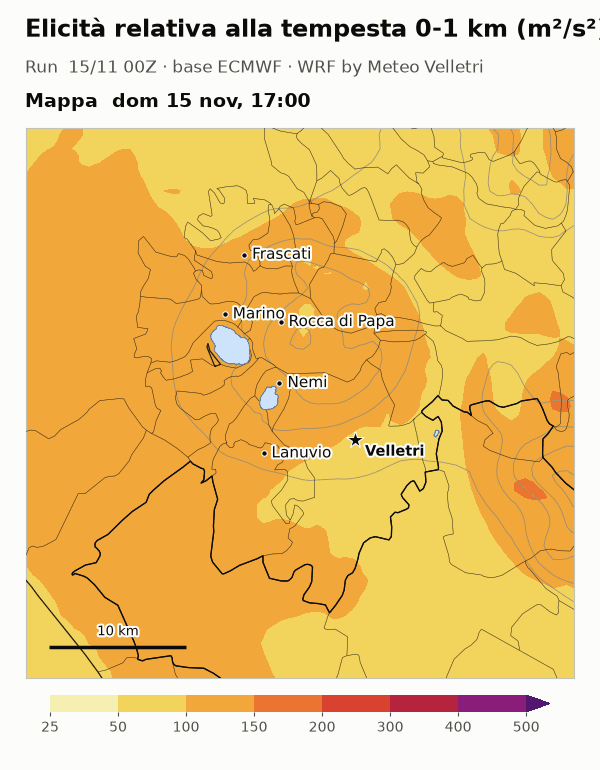 Elicità relativa alla tempesta 0-1 km (m²/s²)
Run 15/11 00Z · base ECMWF · WRF by Meteo Velletri
Mappa dom 15 nov, 17:00
Frascati
Marino
Rocca di Papa
Nemi
Velletri
Lanuvio
10 km
25 50 100 150 200 300 400 500